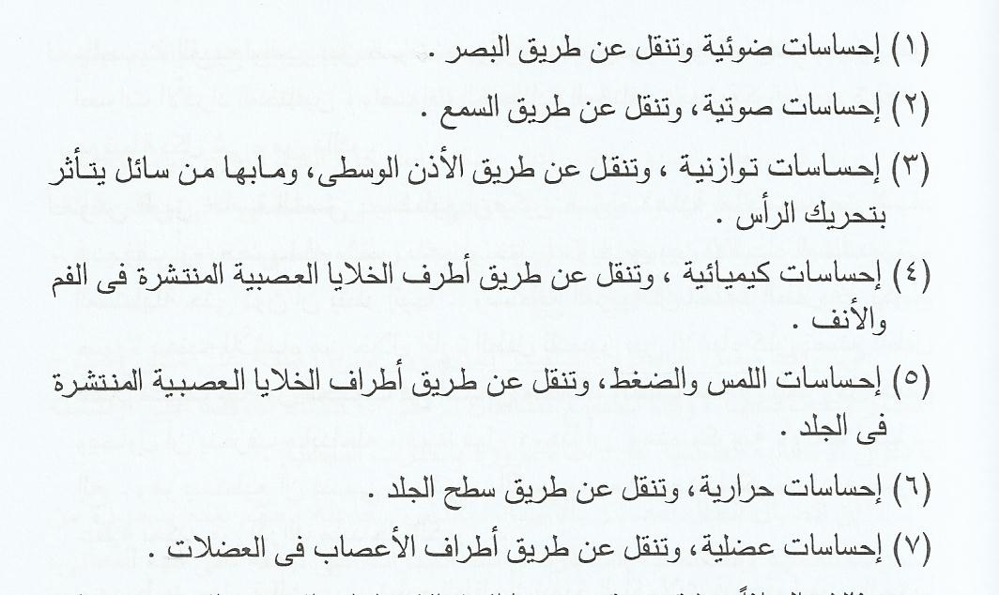 (١) إحساسات ضوئية وتنقل عن طريق البصر .
(٢) إحساسات صوتية، وتنقل عن طريق السمع .
(٣) إحساسات توازنية ، وتنقل عن طريق الأذن الوسطى، ومابها من سائل يتأثر
بتحريك الرأس .
(٤) إحساسات كيميائية ، وتنقل عن طريق أطرف الخلايا العصبية المنتشرة فى الفم
والأنف .
(٥) إحساسات اللمس والضغط، وتنقل عن طريق أطراف الخلايا العصبية المنتشرة
فى الجلد .
(٦) إحساسات حرارية، وتنقل عن طريق سطح الجلد .
(٧) إحساسات عضلية، وتنقل عن طريق أطراف الأعصاب فى العضلات .